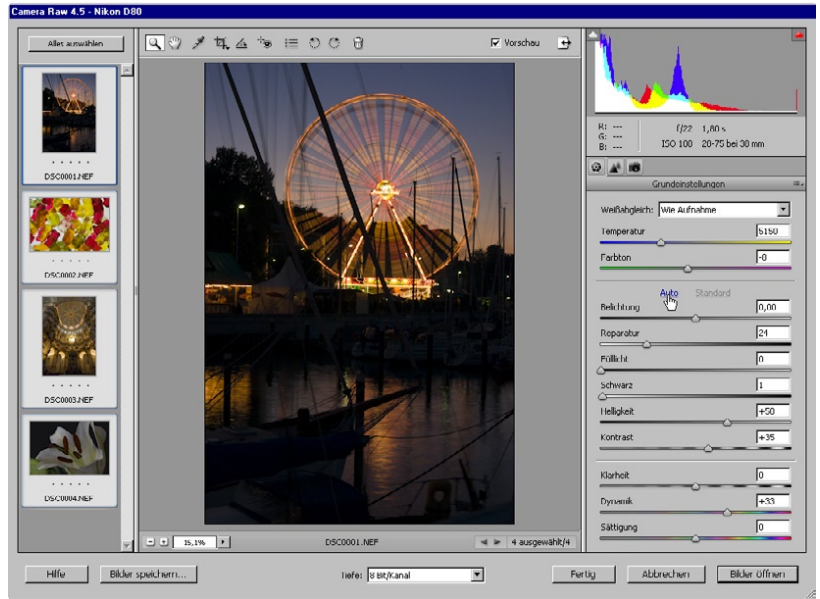 Camera Raw 4.5 - Nikon D80
Alles auswählen
Vorschau
DSC0001.NEF
DSC0002.NEF
DSC0003.NEF
DSC0004.NEF
R: ---
G: ---
B: ---
f/22 1,80 s
ISO 100 20-75 bei 30 mm
Grundeinstellungen
Weißabgleich: Wie Aufnahme
Temperatur 5150
Farbton -8
Auto Standard
Belichtung 0,00
Reparatur 24
Fülllicht 0
Schwarz 1
Helligkeit +50
Kontrast +35
Klarheit 0
Dynamik +33
Sättigung 0
15,1% DSC0001.NEF 4 ausgewählt/4
Hilfe Bilder speichern... Tiefe: 8 Bit/Kanal Fertig Abbrechen Bilder öffnen